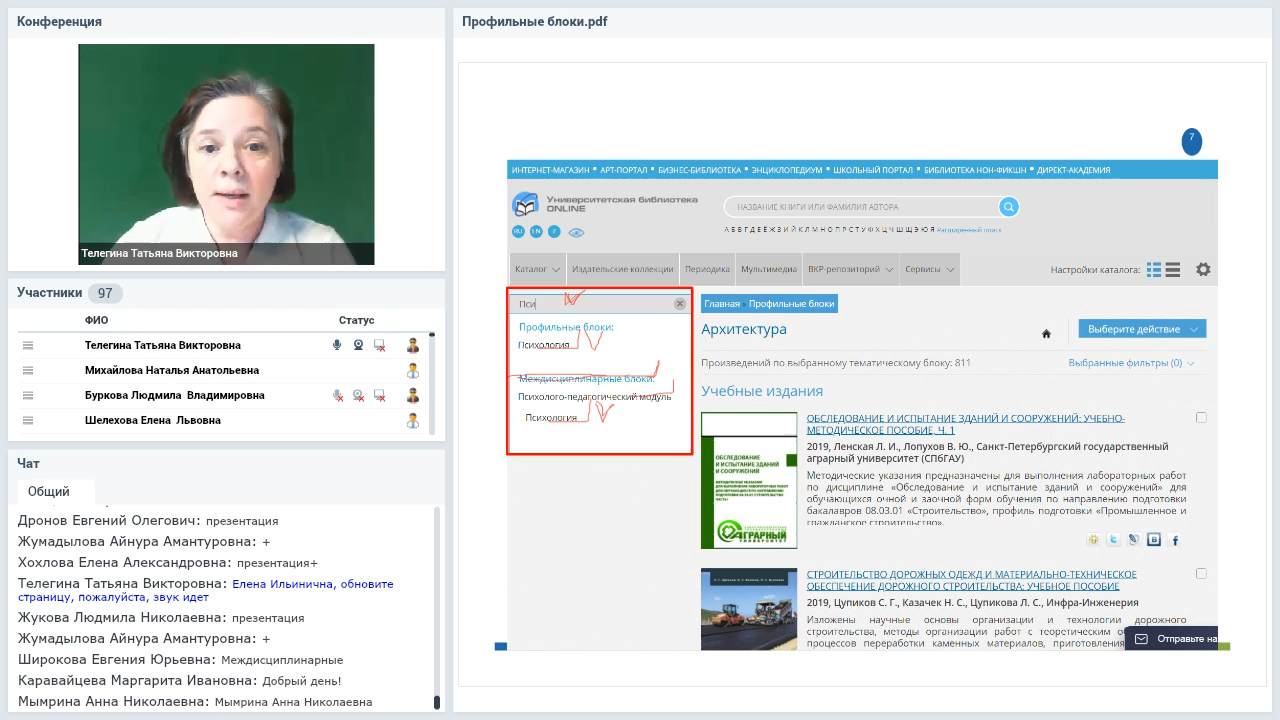 Конференция
Телегина Татьяна Викторовна
Участники 97
ФИО Статус
Телегина Татьяна Викторовна
Михайлова Наталья Анатольевна
Буркова Людмила Владимировна
Шелехова Елена Львовна
Чат
Общий
Дронов Евгений Олегович: презентация
Жумадылова Айнура Амантуровна: +
Хохлова Елена Александровна: презентация+
Телегина Татьяна Викторовна: Елена Ильинична, обновите
страницу, пожалуйста, звук идет
Жукова Людмила Николаевна: презентация
Жумадылова Айнура Амантуровна: +
Широкова Евгения Юрьевна: Междисциплинарные
Каравайцева Маргарита Ивановна: Добрый день!
Мымрина Анна Николаевна: Мымрина Анна Николаевна
Профильные блоки.pdf
7
ИНТЕРНЕТ-МАГАЗИН • АРТ-ПОРТАЛ • БИЗНЕС-БИБЛИОТЕКА • ЭНЦИКЛОПЕДИУМ • ШКОЛЬНЫЙ ПОРТАЛ • БИБЛИОТЕКА НОН-ФИКШН • ДИРЕКТ-АКАДЕМИЯ
Университетская библиотека
ONLINE
НАЗВАНИЕ КНИГИ ИЛИ ФАМИЛИЯ АВТОРА
RU EN ?
А Б В Г Д Е Ё Ж З И Й К Л М Н О П Р С Т У Ф Х Ц Ч Ш Щ Э Ю Я Расширенный поиск
Каталог Издательские коллекции Периодика Мультимедиа ВКР-репозиторий Сервисы Настройки каталога:
Пси
Профильные блоки:
Психология
Междисциплинарные блоки:
Психолого-педагогический модуль
Психология
Главная » Профильные блоки
Архитектура
Выберите действие
Произведений по выбранному тематическому блоку: 811
Выбранные фильтры (0)
Учебные издания
ОБСЛЕДОВАНИЕ И ИСПЫТАНИЕ ЗДАНИЙ И СООРУЖЕНИЙ: УЧЕБНО-
МЕТОДИЧЕСКОЕ ПОСОБИЕ, Ч. 1
2019, Ленская Л. И., Лопухов В. Ю., Санкт-Петербургский государственный
аграрный университет (СПбГАУ)
Методические указания предназначены для выполнения лабораторных работ
по дисциплине «Обследование и испытание зданий и сооружений» для
обучающихся очной и заочной форм обучения по направлению подготовки
бакалавров 08.03.01 «Строительство», профиль подготовки «Промышленное и
гражданское строительство».
ОБСЛЕДОВАНИЕ
И ИСПЫТАНИЕ ЗДАНИЙ
И СООРУЖЕНИЙ
АГРАРНЫЙ
УНИВЕРСИТЕТ
СТРОИТЕЛЬСТВО ДОРОЖНЫХ ОДЕЖД И МАТЕРИАЛЬНО-ТЕХНИЧЕСКОЕ
ОБЕСПЕЧЕНИЕ ДОРОЖНОГО СТРОИТЕЛЬСТВА: УЧЕБНОЕ ПОСОБИЕ
2019, Цупиков С. Г., Казачек Н. С., Цупикова Л. С., Инфра-Инженерия
Изложены научные основы организации и технологии дорожного
строительства, методы организации работ с теоретическим
процессов переработки каменных материалов, приготовления
Отправьте на